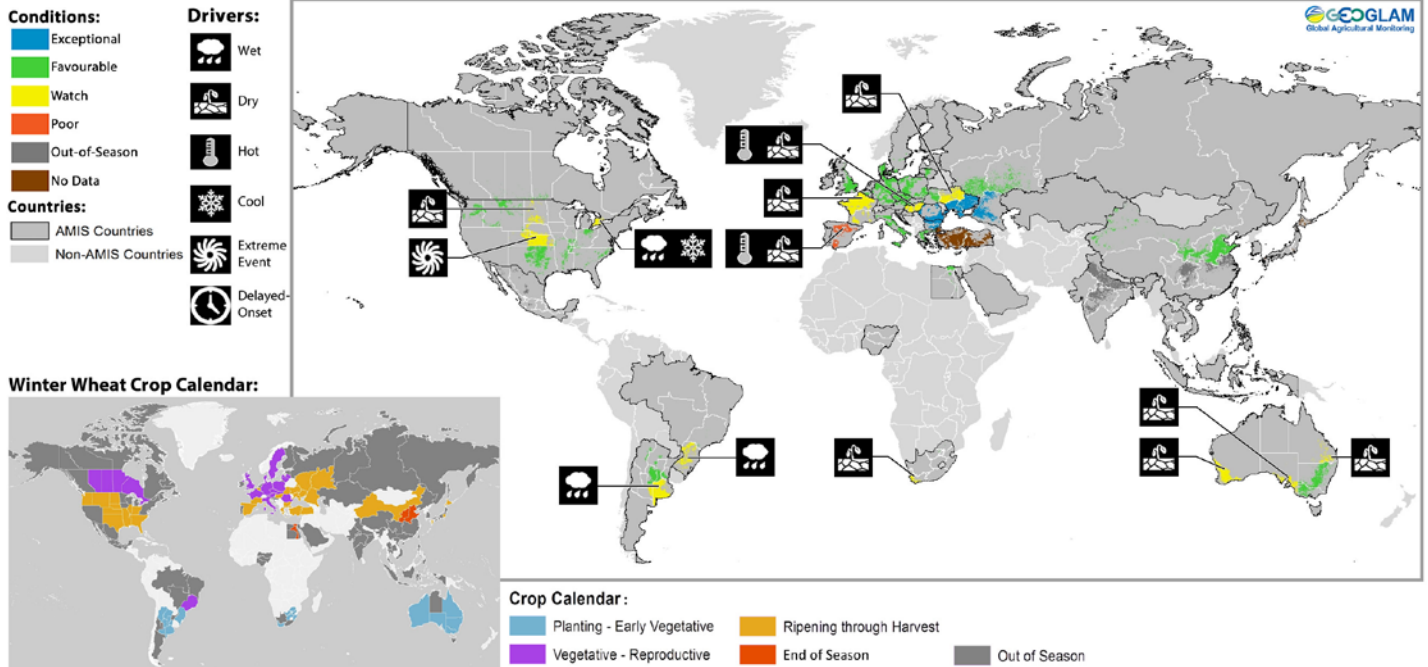 Conditions:
Exceptional
Favourable
Watch
Poor
Out-of-Season
No Data
Countries:
AMIS Countries
Non-AMIS Countries
Drivers:
Wet
Dry
Hot
Cool
Extreme
Event
Delayed-
Onset
GEOGLAM
Global Agricultural Monitoring
Winter Wheat Crop Calendar:
Crop Calendar:
Planting - Early Vegetative
Ripening through Harvest
Vegetative - Reproductive
End of Season
Out of Season